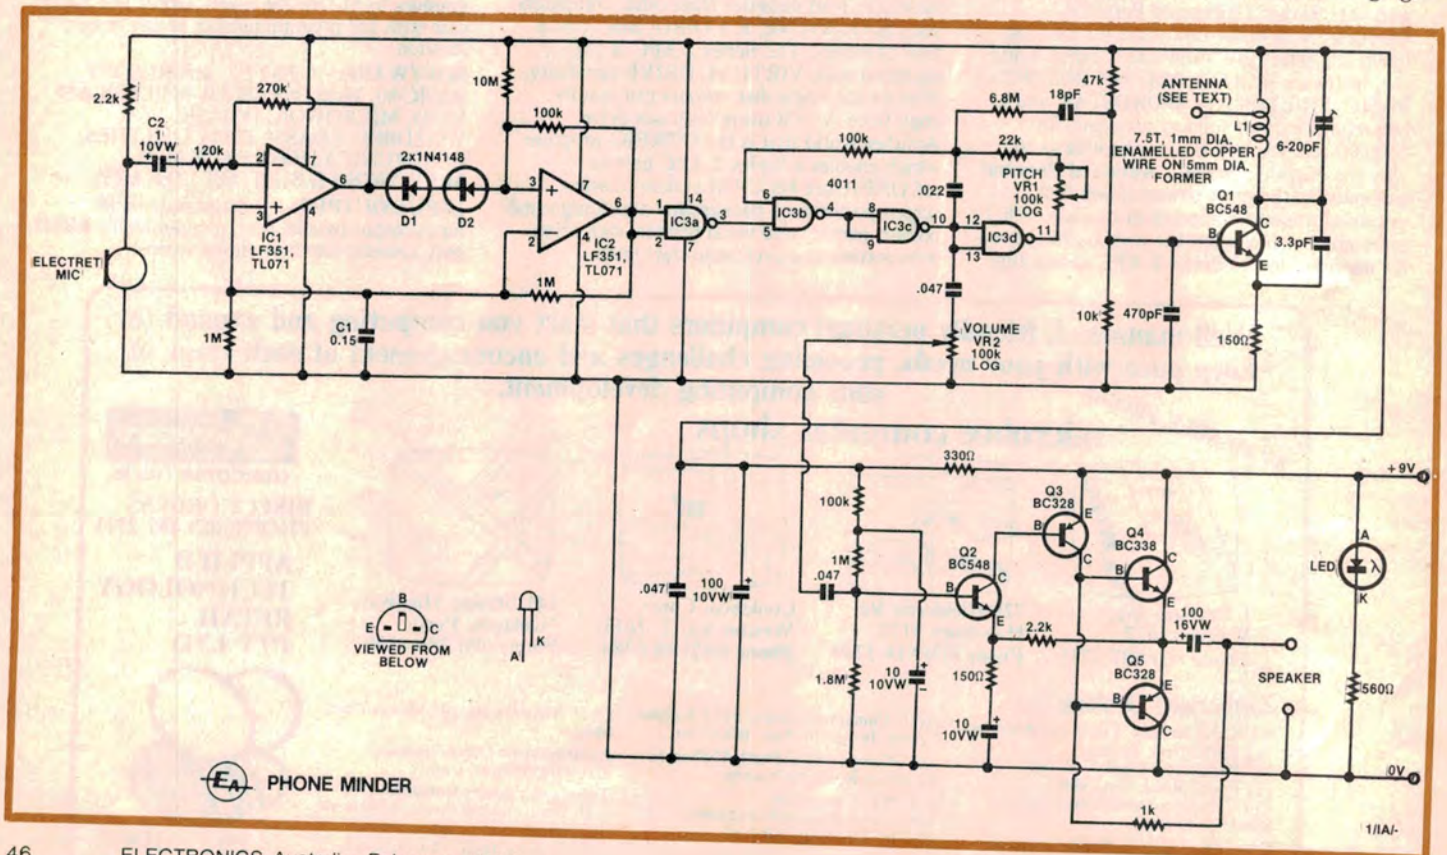 2.2k
C2
10VW
120k
270k
ELECTRET
MIC
IC1
LF351,
TL071
2
3
7
6
4
1M
C1
0.15
2x1N4148
D1
D2
10M
100k
3
2
7
6
4
IC2
LF351,
TL071
1M
1
2
14
3
7
IC3a
100k
4011
6
5
4
IC3b
8
9
10
IC3c
.022
.047
12
13
11
IC3d
6.8M
18pF
22k
PITCH
VR1
100k
LOG
VOLUME
VR2
100k
LOG
47k
10k
470pF
ANTENNA
(SEE TEXT)
L1
7.5T, 1mm DIA.
ENAMELLED COPPER
WIRE ON 5mm DIA.
FORMER
6-20pF
Q1
BC548
B
C
E
3.3pF
150Ω
330Ω
+9V
.047
100
10VW
100k
1M
.047
1.8M
10
10VW
Q2
BC548
B
C
E
150Ω
10
10VW
2.2k
Q3
BC328
B
E
C
Q4
BC338
B
C
E
Q5
BC328
B
E
C
100
16VW
SPEAKER
1k
LED
A
λ
K
560Ω
0V
B
E
C
VIEWED FROM
BELOW
A
K
EA PHONE MINDER
1/IA/-
46
ELECTRONICS Australia